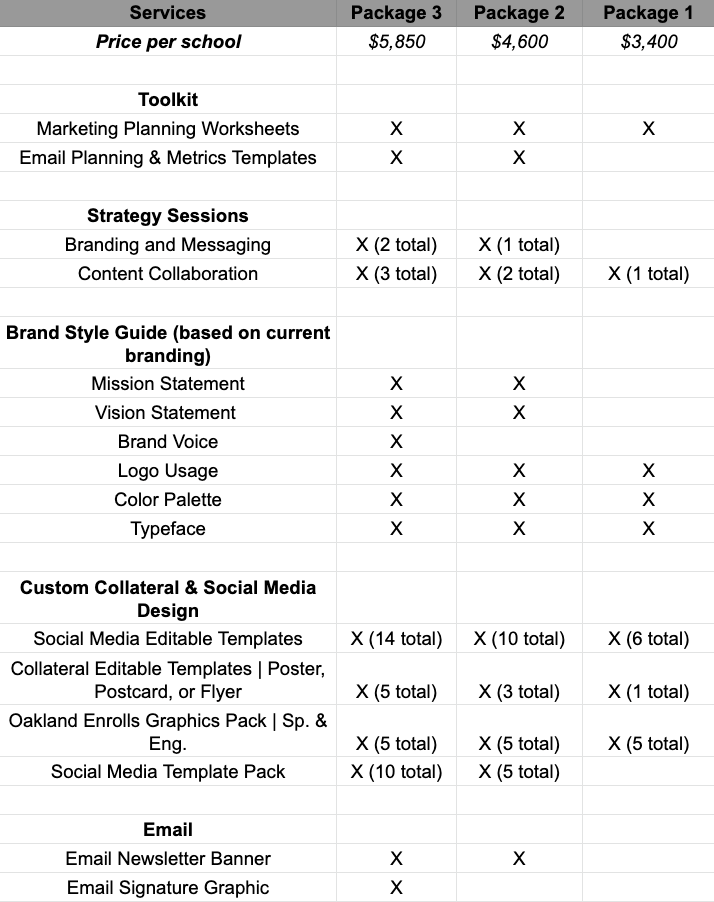 Services Package 3 Package 2 Package 1
Price per school $5,850 $4,600 $3,400
Toolkit
Marketing Planning Worksheets X X X
Email Planning & Metrics Templates X X
Strategy Sessions
Branding and Messaging X (2 total) X (1 total)
Content Collaboration X (3 total) X (2 total) X (1 total)
Brand Style Guide (based on current
branding)
Mission Statement X X
Vision Statement X X
Brand Voice X
Logo Usage X X X
Color Palette X X X
Typeface X X X
Custom Collateral & Social Media
Design
Social Media Editable Templates X (14 total) X (10 total) X (6 total)
Collateral Editable Templates | Poster,
Postcard, or Flyer X (5 total) X (3 total) X (1 total)
Oakland Enrolls Graphics Pack | Sp. &
Eng. X (5 total) X (5 total) X (5 total)
Social Media Template Pack X (10 total) X (5 total)
Email
Email Newsletter Banner X X
Email Signature Graphic X